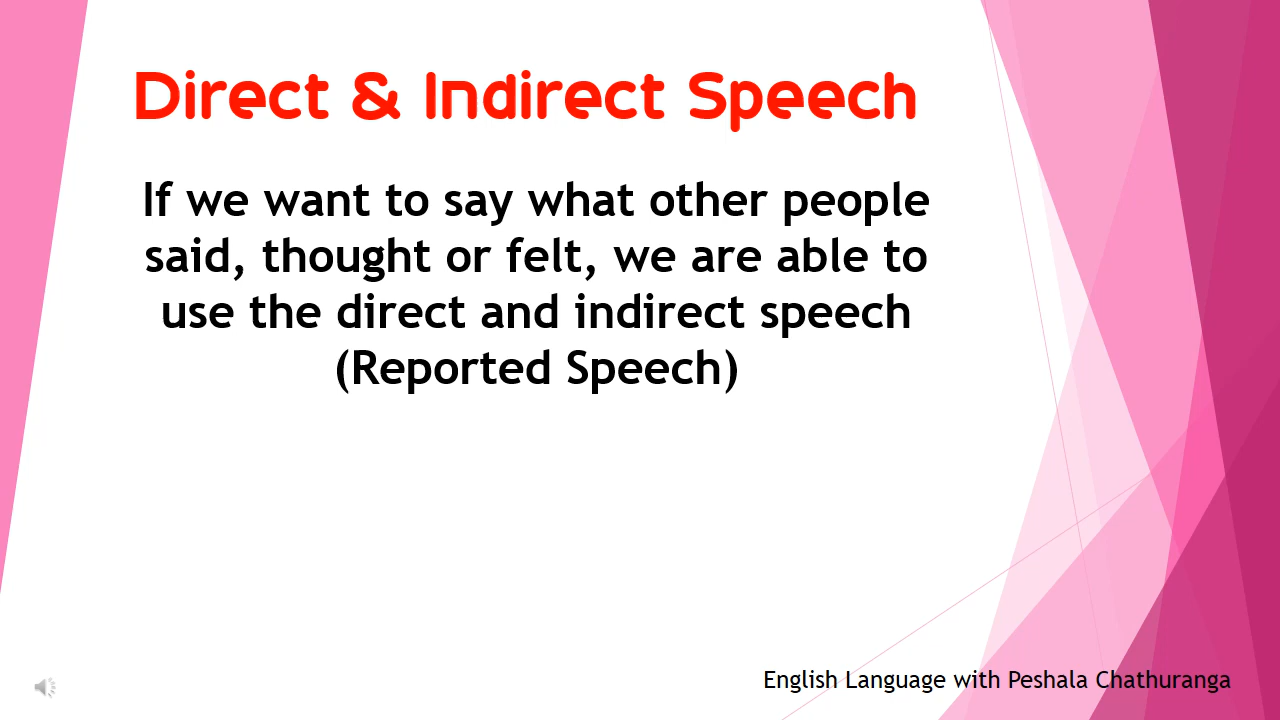 Direct & Indirect Speech
If we want to say what other people
said, thought or felt, we are able to
use the direct and indirect speech
(Reported Speech)
English Language with Peshala Chathuranga